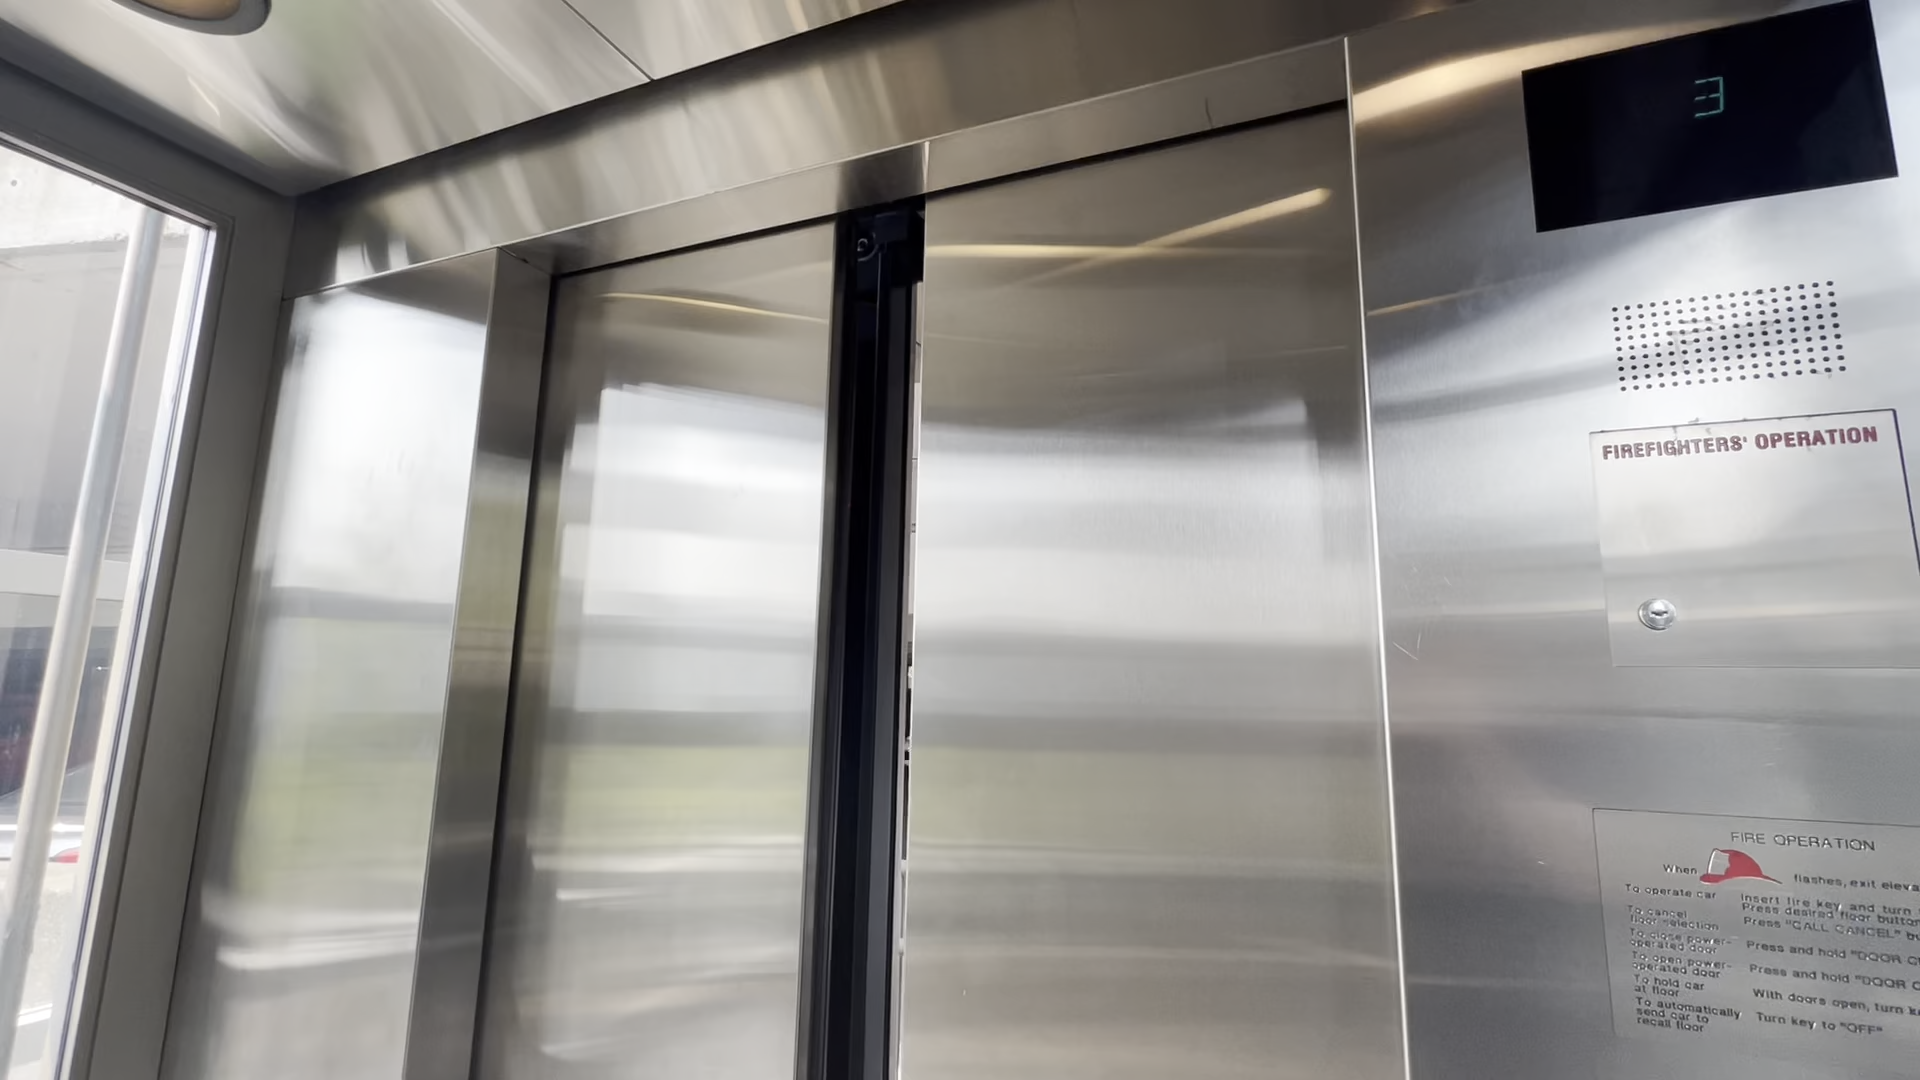 3
FIREFIGHTERS' OPERATION
FIRE OPERATION
When flashes, exit eleva
To operate car Insert fire key and turn
Press desired floor button
To cancel floor selection Press "CALL CANCEL" bu
To close power-operated door Press and hold "DOOR C
To open power-operated door Press and hold "DOOR O
To hold car at floor With doors open, turn k
To automatically send car to recall floor Turn key to "OFF"